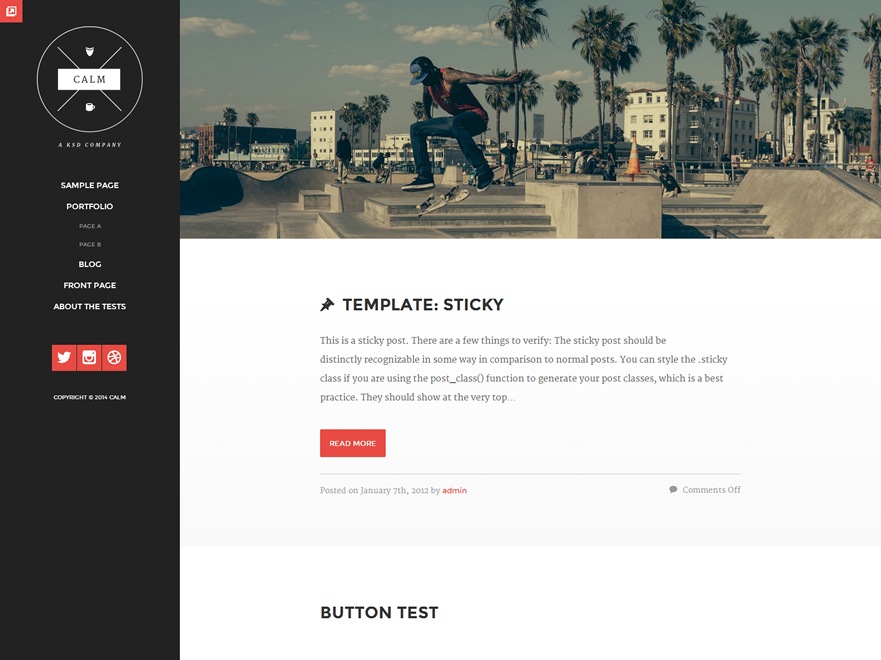 CALM
A KSD COMPANY
SAMPLE PAGE
PORTFOLIO
PAGE A
PAGE B
BLOG
FRONT PAGE
ABOUT THE TESTS
COPYRIGHT © 2014 CALM
TEMPLATE: STICKY
This is a sticky post. There are a few things to verify: The sticky post should be
distinctly recognizable in some way in comparison to normal posts. You can style the .sticky
class if you are using the post_class() function to generate your post classes, which is a best
practice. They should show at the very top...
READ MORE
Posted on January 7th, 2012 by admin
Comments Off
BUTTON TEST